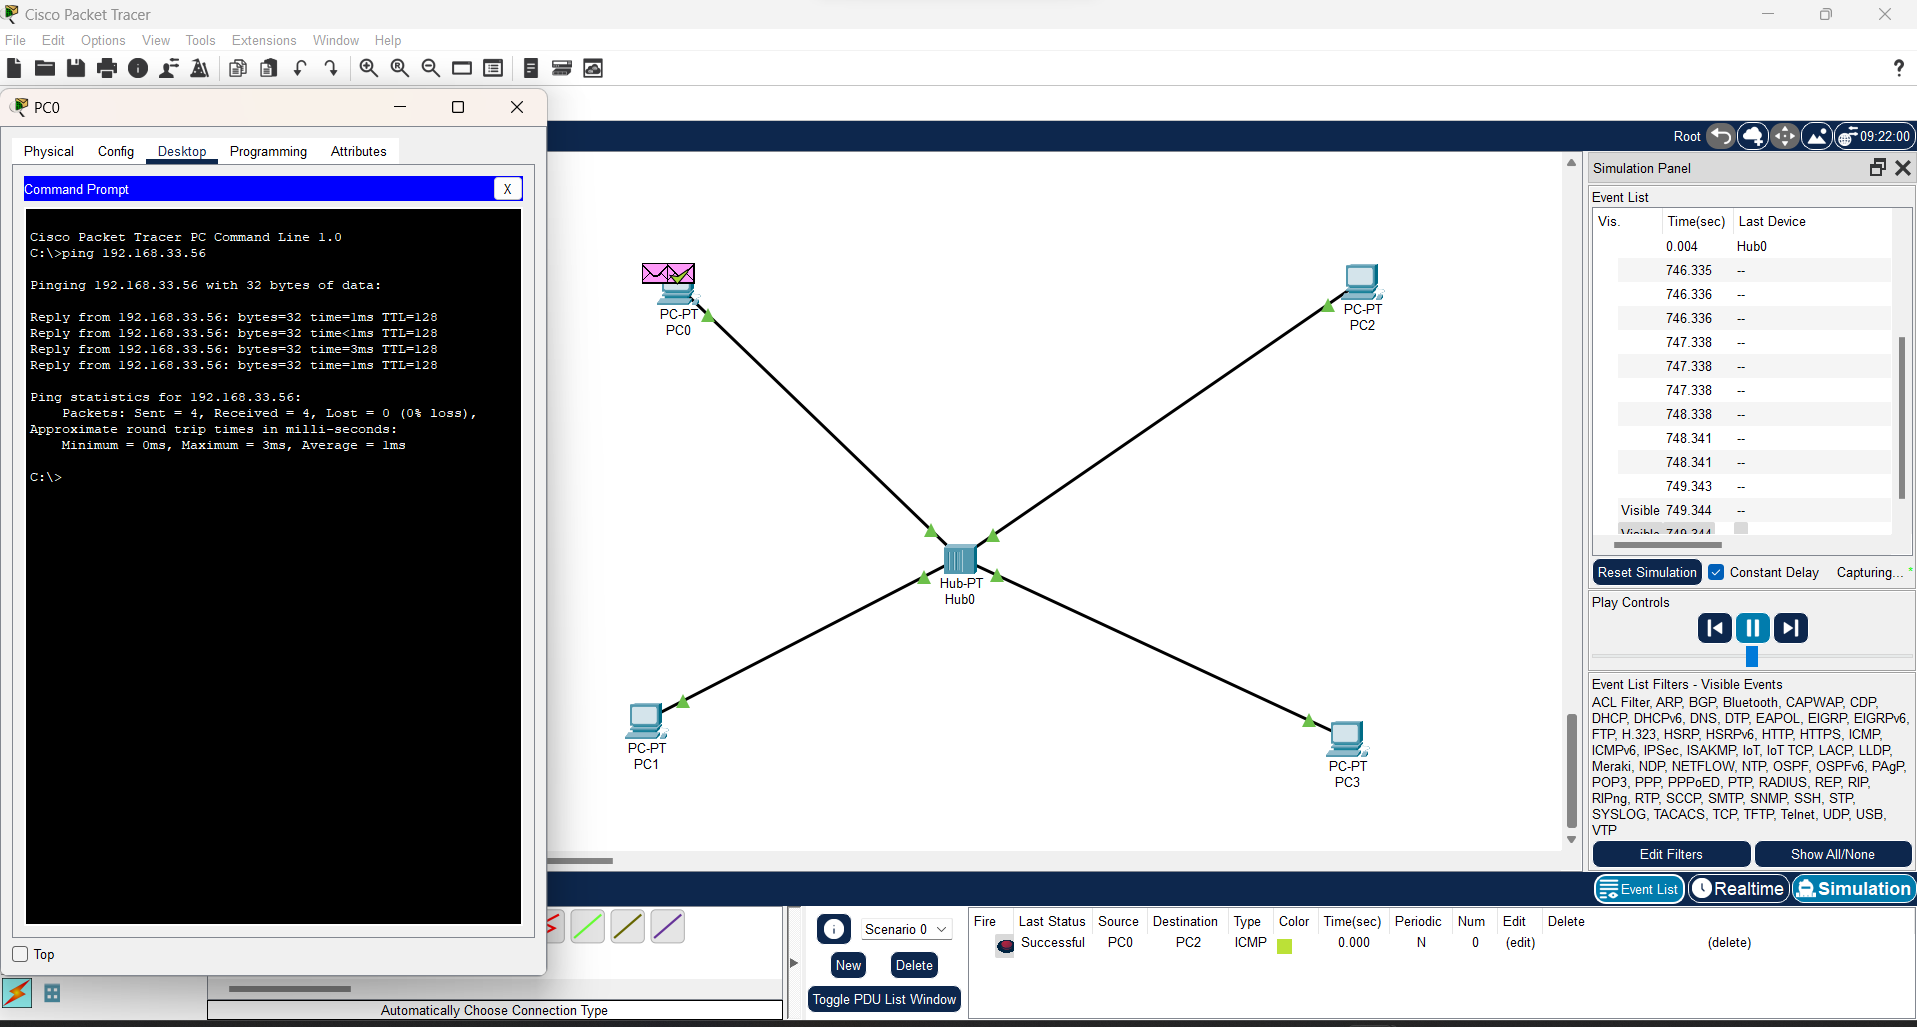 Cisco Packet Tracer
File Edit Options View Tools Extensions Window Help
?
PC0
Physical Config Desktop Programming Attributes
Command Prompt X
Cisco Packet Tracer PC Command Line 1.0
C:\>ping 192.168.33.56
Pinging 192.168.33.56 with 32 bytes of data:
Reply from 192.168.33.56: bytes=32 time=1ms TTL=128
Reply from 192.168.33.56: bytes=32 time<1ms TTL=128
Reply from 192.168.33.56: bytes=32 time=3ms TTL=128
Reply from 192.168.33.56: bytes=32 time=1ms TTL=128
Ping statistics for 192.168.33.56:
Packets: Sent = 4, Received = 4, Lost = 0 (0% loss),
Approximate round trip times in milli-seconds:
Minimum = 0ms, Maximum = 3ms, Average = 1ms
C:\>
Top
Root 09:22:00
PC-PT
PC0
PC-PT
PC2
Hub-PT
Hub0
PC-PT
PC1
PC-PT
PC3
Simulation Panel
Event List
Vis. Time(sec) Last Device
0.004 Hub0
746.335 --
746.336 --
746.336 --
747.338 --
747.338 --
747.338 --
748.338 --
748.341 --
748.341 --
749.343 --
Visible 749.344 --
Visible 749.344
Reset Simulation Constant Delay Capturing... *
Play Controls
Event List Filters - Visible Events
ACL Filter, ARP, BGP, Bluetooth, CAPWAP, CDP,
DHCP, DHCPv6, DNS, DTP, EAPOL, EIGRP, EIGRPv6,
FTP, H.323, HSRP, HSRPv6, HTTP, HTTPS, ICMP,
ICMPv6, IPSec, ISAKMP, IoT, IoT TCP, LACP, LLDP,
Meraki, NDP, NETFLOW, NTP, OSPF, OSPFv6, PAgP,
POP3, PPP, PPPoED, PTP, RADIUS, REP, RIP,
RIPng, RTP, SCCP, SMTP, SNMP, SSH, STP,
SYSLOG, TACACS, TCP, TFTP, Telnet, UDP, USB,
VTP
Edit Filters Show All/None
Event List Realtime Simulation
Automatically Choose Connection Type
Scenario 0
New Delete
Toggle PDU List Window
Fire Last Status Source Destination Type Color Time(sec) Periodic Num Edit Delete
Successful PC0 PC2 ICMP 0.000 N 0 (edit) (delete)